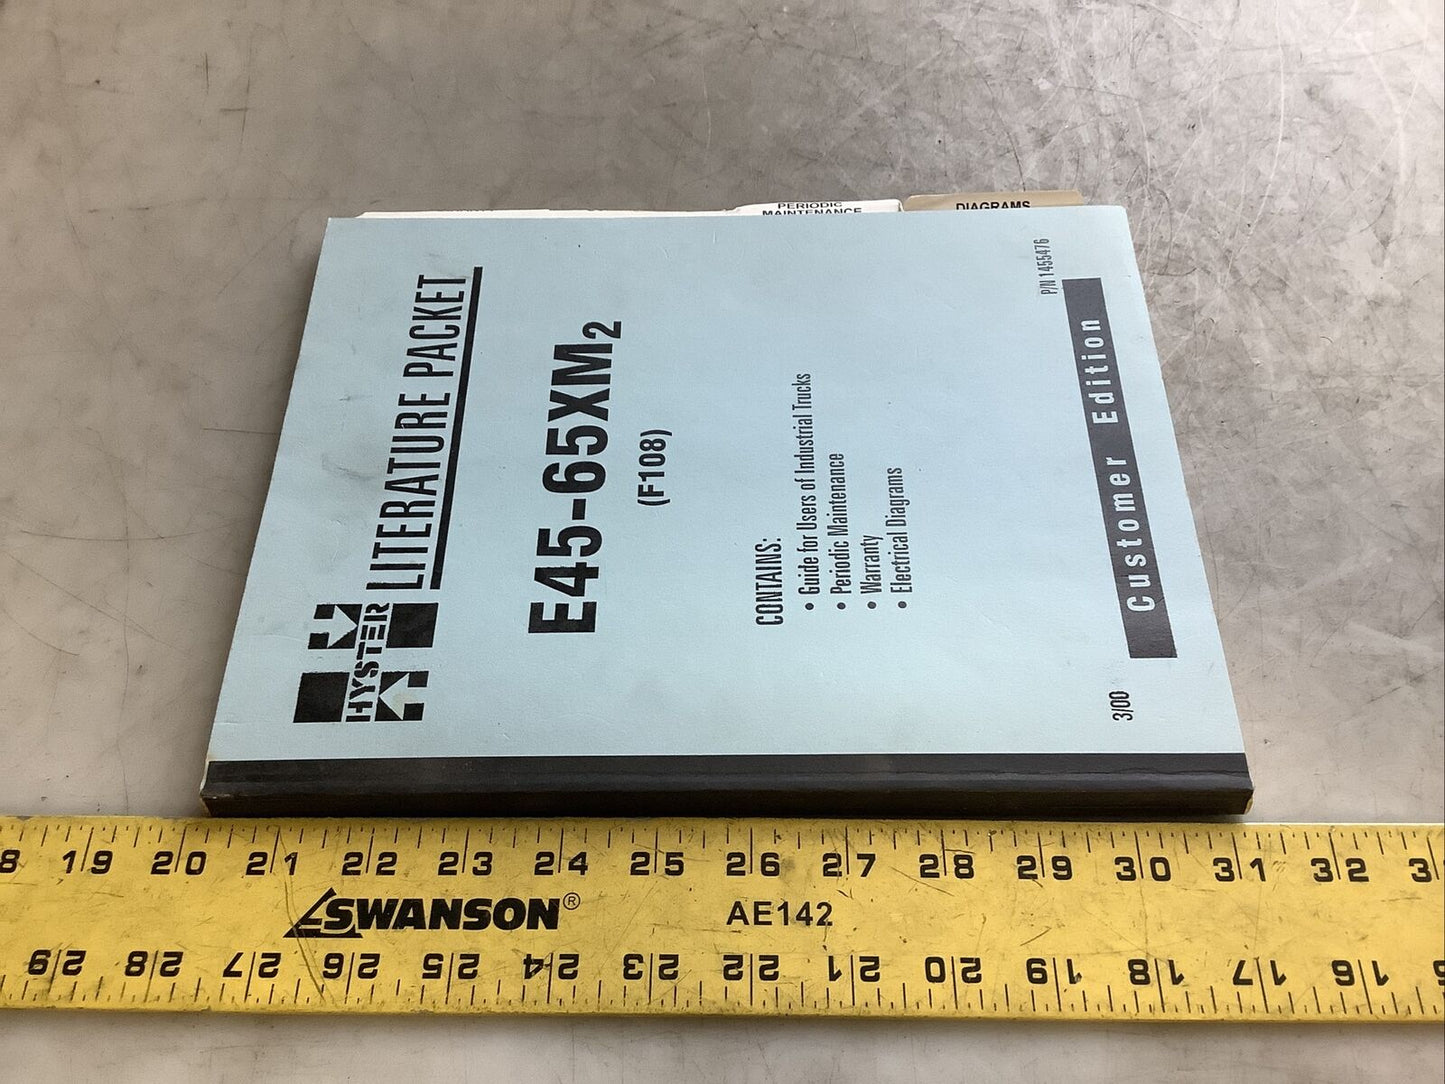 PERIODIC
MAINTENANCE
DIAGRAMS
HYSTER
LITERATURE PACKET
E45-65XM2
(F108)
CONTAINS:
• Guide for Users of Industrial Trucks
• Periodic Maintenance
• Warranty
• Electrical Diagrams
P/N 1455476
Customer Edition
3/00
8 19 20 21 22 23 24 25 26 27 28 29 30 31 32 3
SWANSON® AE142
29 28 27 26 25 24 23 22 21 20 19 18 17 16